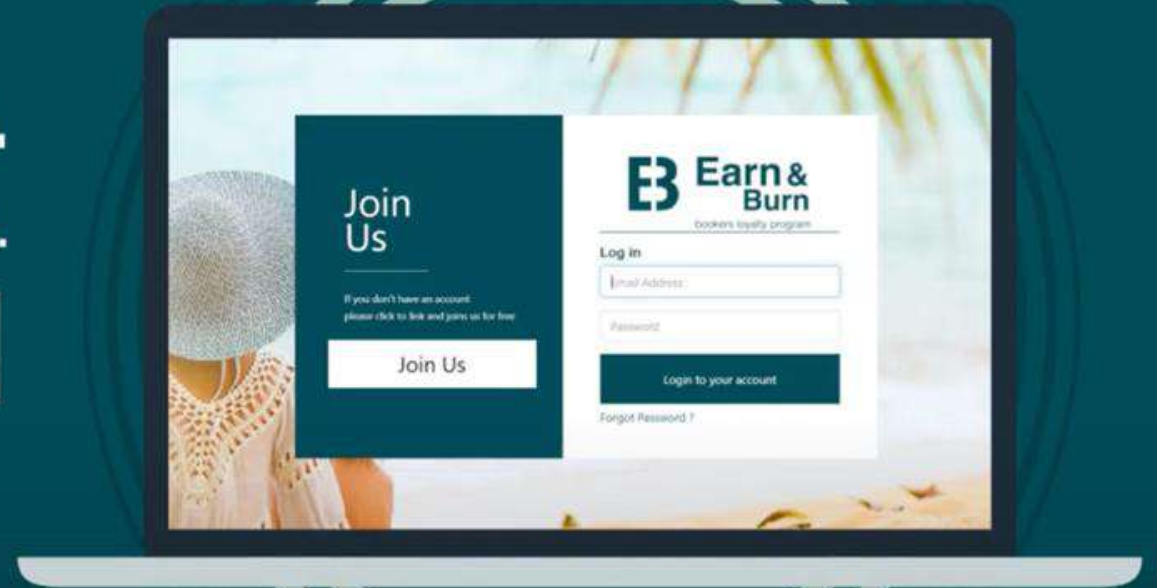 Join
Us
If you don't have an account
please click to link and joins us for free
Join Us
EB Earn &
Burn
bookers loyalty program
Log in
Email Address
Password
Login to your account
Forgot Password ?